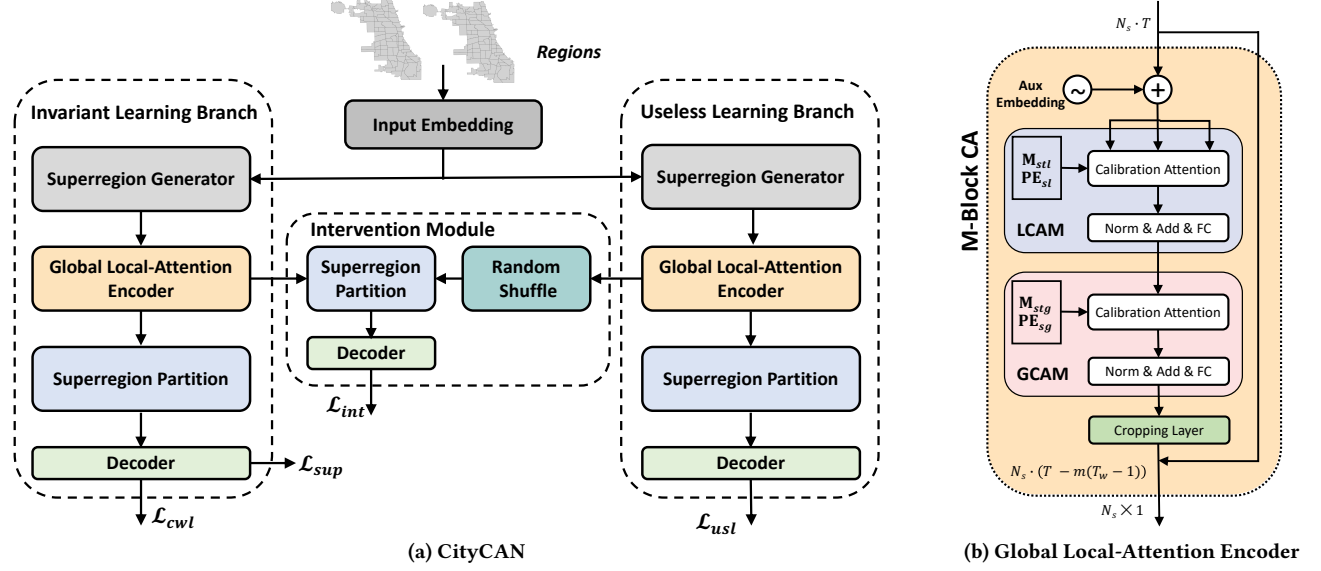 Regions
Invariant Learning Branch
Input Embedding
Useless Learning Branch
Superregion Generator
Superregion Generator
Intervention Module
Global Local-Attention
Encoder
Superregion
Partition
Random
Shuffle
Global Local-Attention
Encoder
Superregion Partition
Decoder
Superregion Partition
ℒ_int
Decoder
ℒ_sup
Decoder
ℒ_cwl
ℒ_usl
(a) CityCAN
N_s · T
Aux
Embedding
~
+
M-Block CA
M_stl
PE_sl
Calibration Attention
LCAM
Norm & Add & FC
M_stg
PE_sg
Calibration Attention
GCAM
Norm & Add & FC
Cropping Layer
N_s · (T − m(T_w − 1))
N_s × 1
(b) Global Local-Attention Encoder